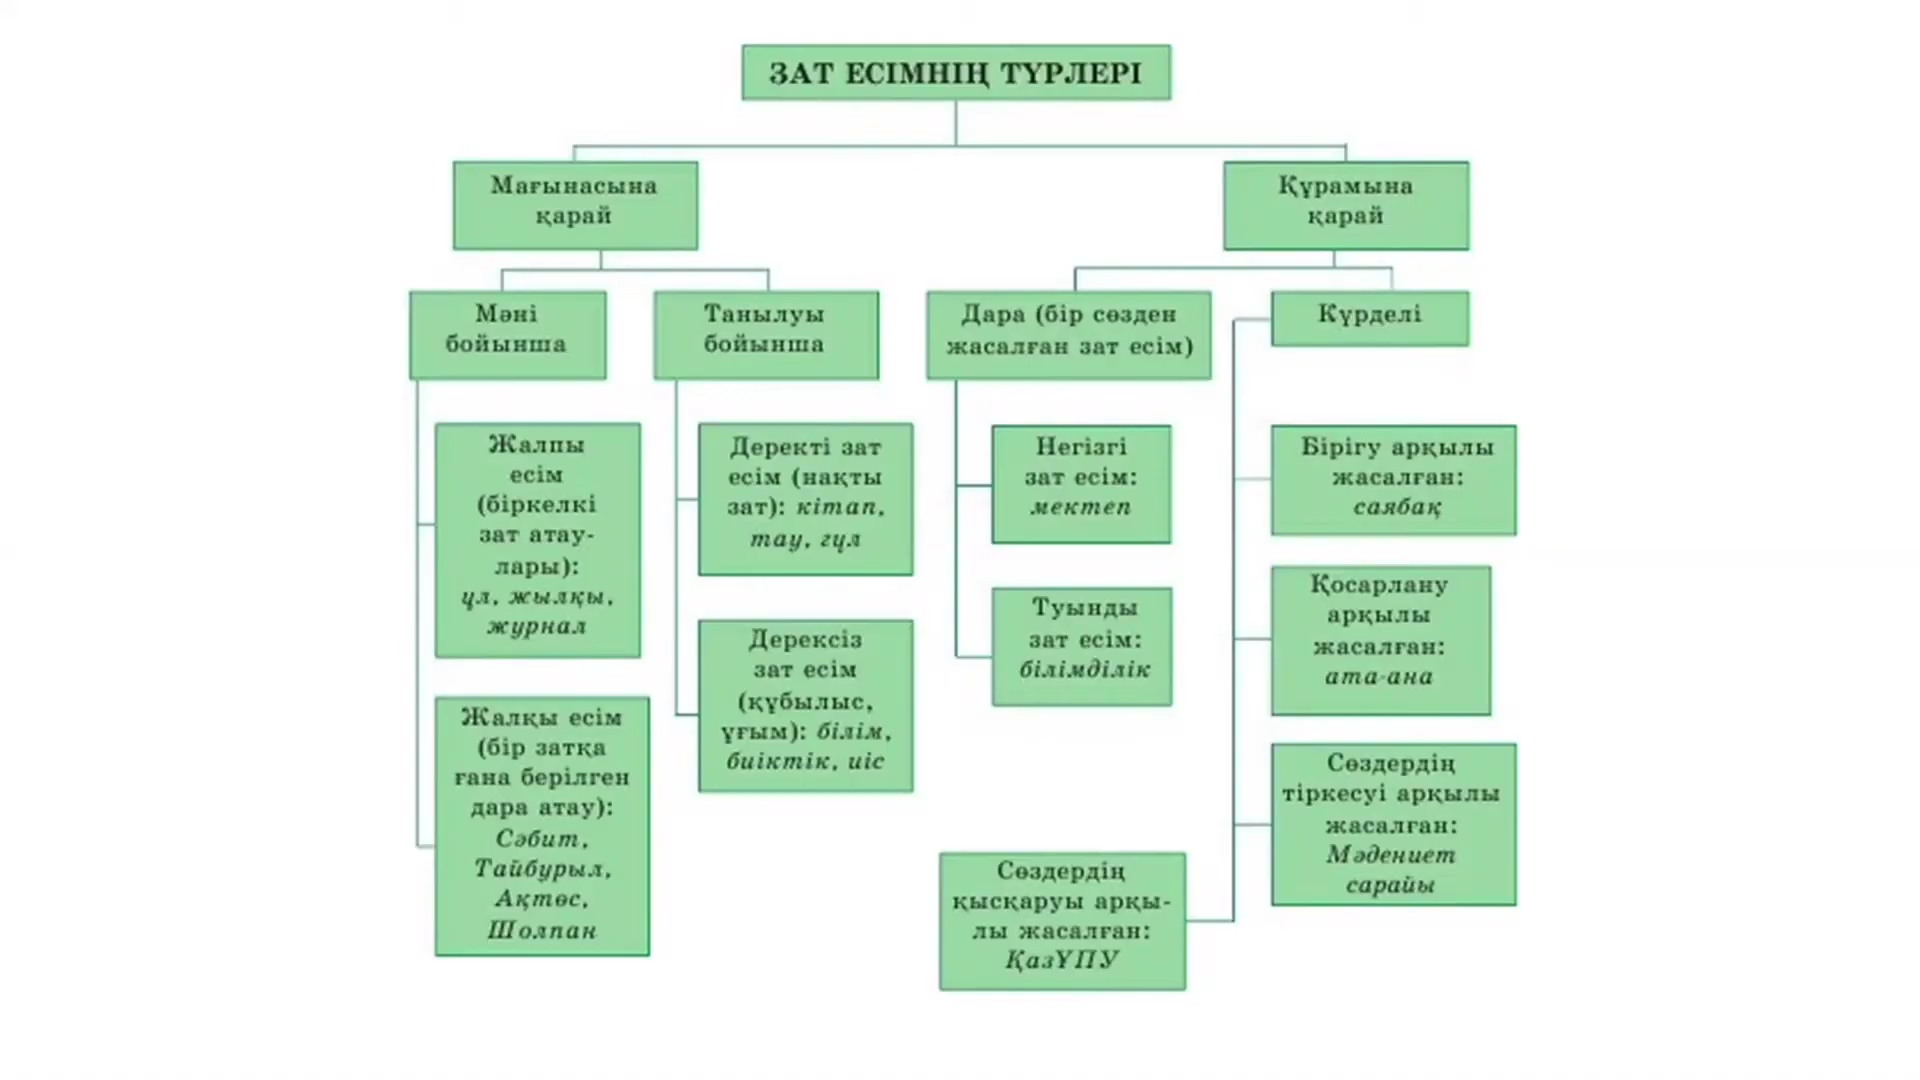 ЗАТ ЕСІМНІҢ ТҮРЛЕРІ
Мағынасына
қарай
Құрамына
қарай
Мәні
бойынша
Танылуы
бойынша
Дара (бір сөзден
жасалған зат есім)
Күрделі
Жалпы
есім
(біркелкі
зат атау-
лары):
ұл, жылқы,
журнал
Жалқы есім
(бір затқа
ғана берілген
дара атау):
Сәбит,
Тайбурыл,
Ақтөс,
Шолпан
Деректі зат
есім (нақты
зат): кітап,
тау, гүл
Дерексіз
зат есім
(құбылыс,
ұғым): білім,
биіктік, иіс
Негізгі
зат есім:
мектеп
Туынды
зат есім:
білімділік
Бірігу арқылы
жасалған:
саябақ
Қосарлану
арқылы
жасалған:
ата-ана
Сөздердің
тіркесуі арқылы
жасалған:
Мәдениет
сарайы
Сөздердің
қысқаруы арқы-
лы жасалған:
ҚазҰПУ